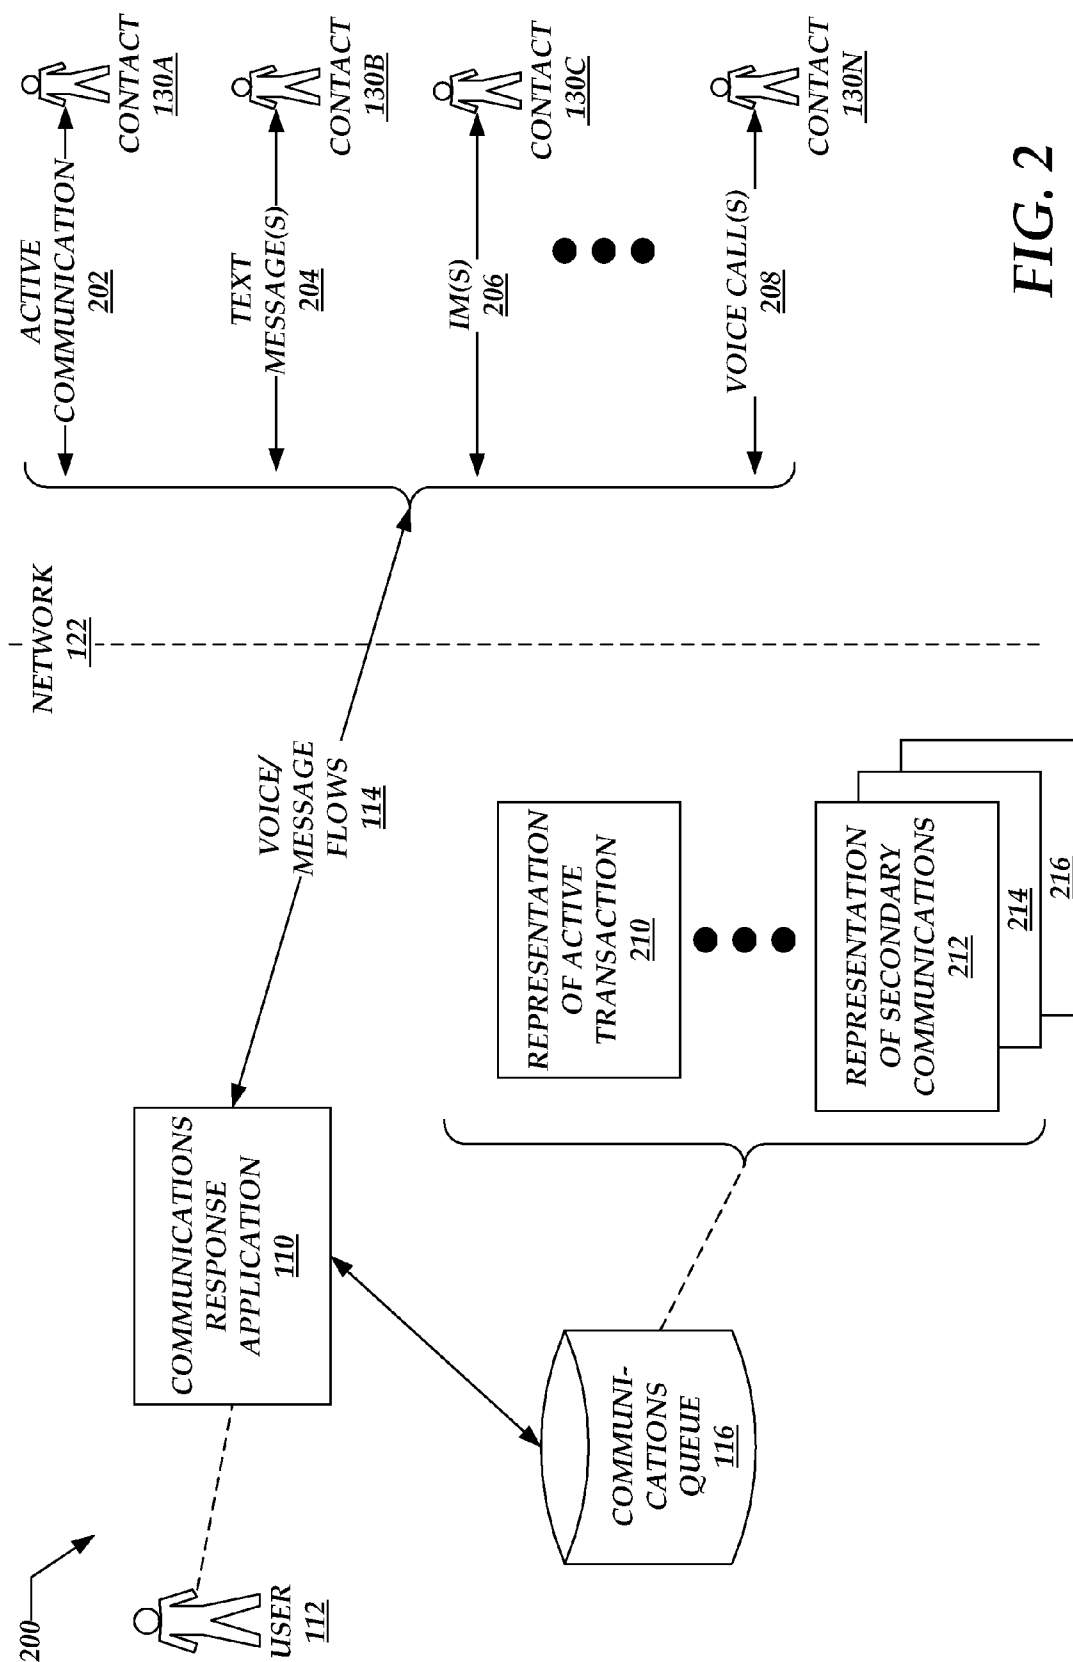 200
USER
112
COMMUNICATIONS
RESPONSE
APPLICATION
110
COMMUNI-
CATIONS
QUEUE
116
VOICE/
MESSAGE
FLOWS
114
REPRESENTATION
OF ACTIVE
TRANSACTION
210
REPRESENTATION
OF SECONDARY
COMMUNICATIONS
212
214
216
NETWORK
122
ACTIVE
COMMUNICATION
202
CONTACT
130A
TEXT
MESSAGE(S)
204
CONTACT
130B
IM(S)
206
CONTACT
130C
VOICE CALL(S)
208
CONTACT
130N
FIG. 2